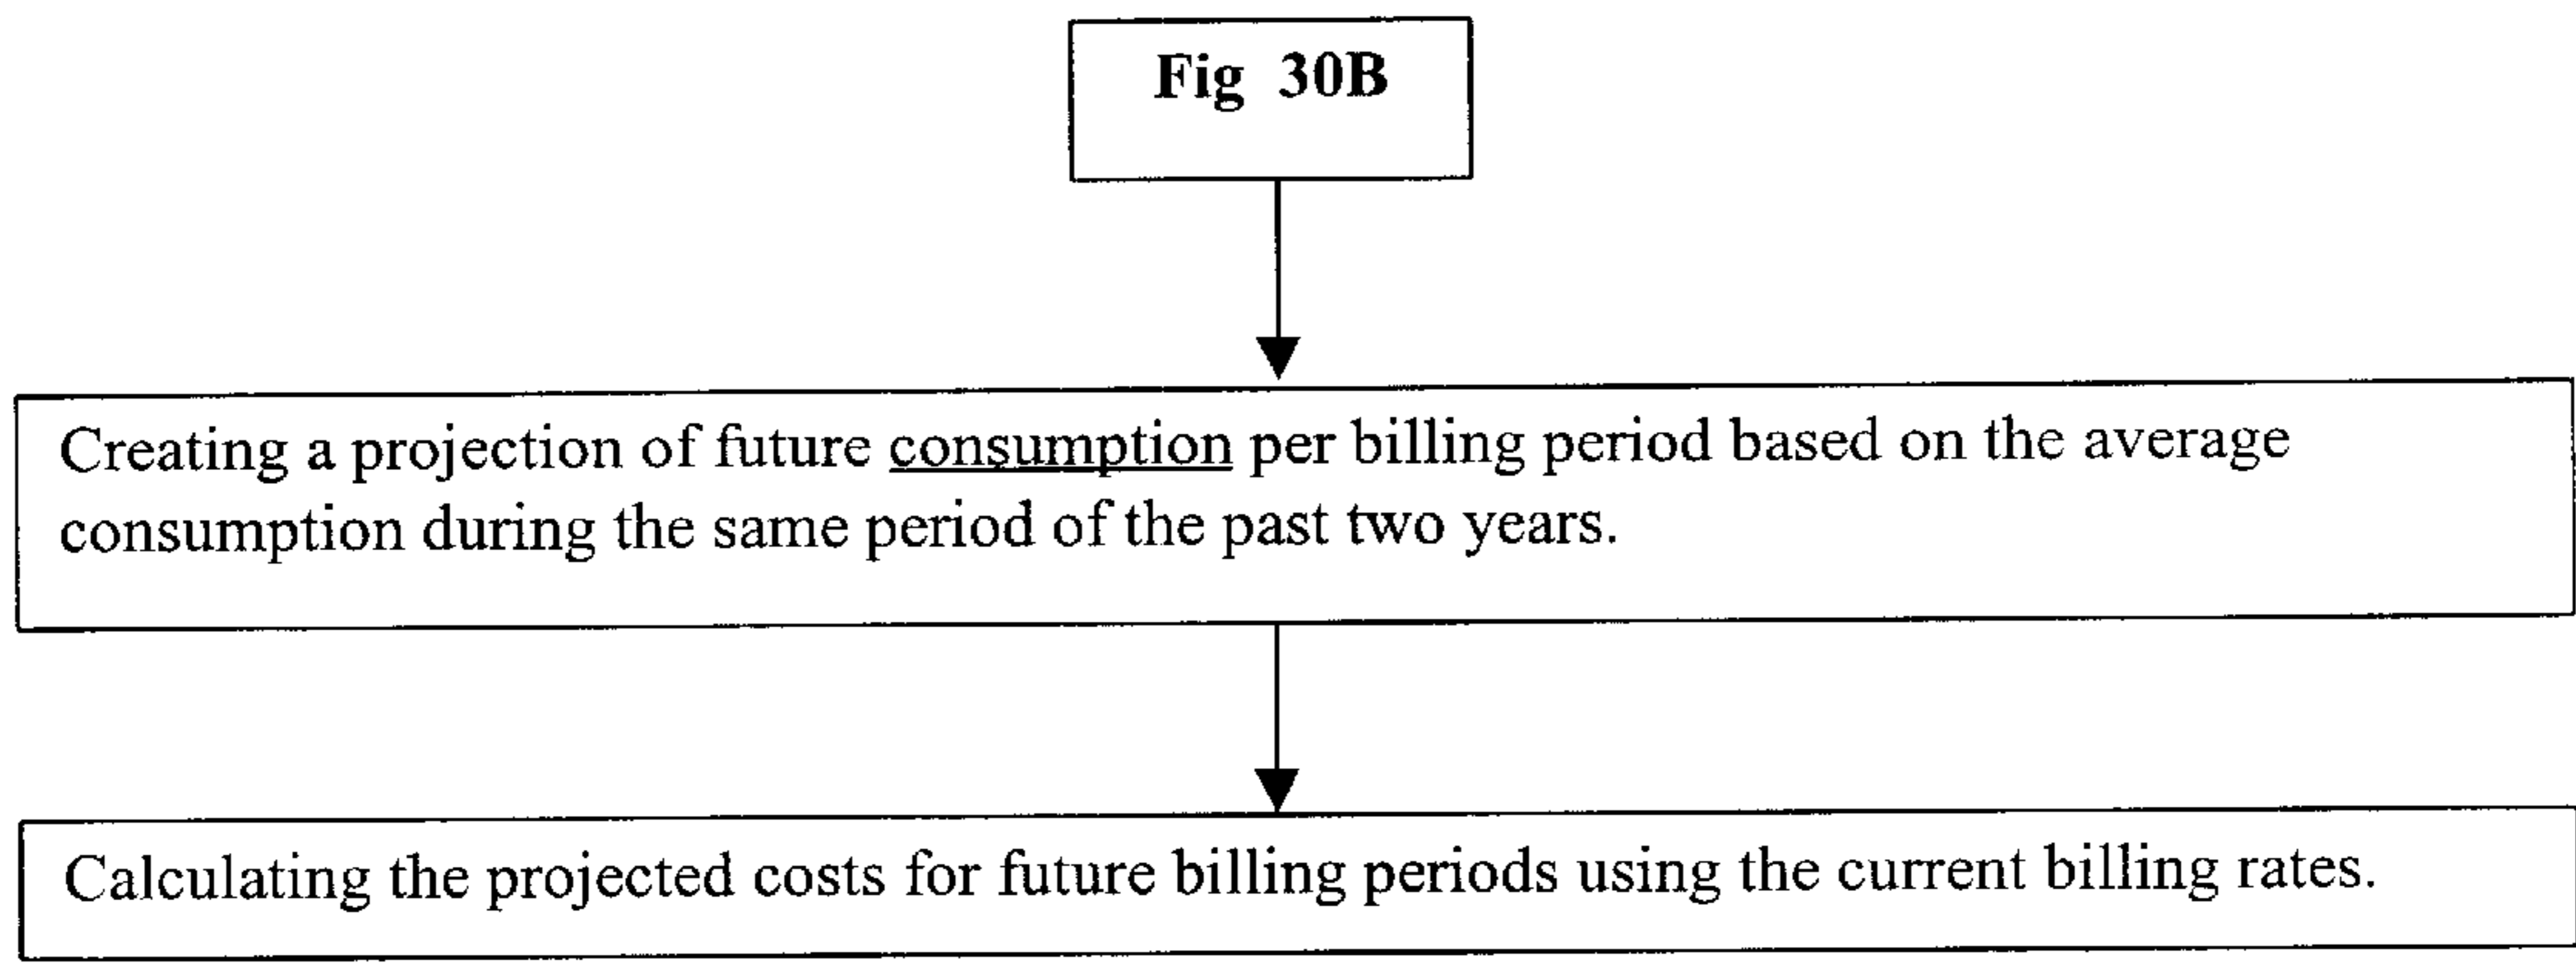 Fig 30B
Creating a projection of future consumption per billing period based on the average
consumption during the same period of the past two years.
Calculating the projected costs for future billing periods using the current billing rates.